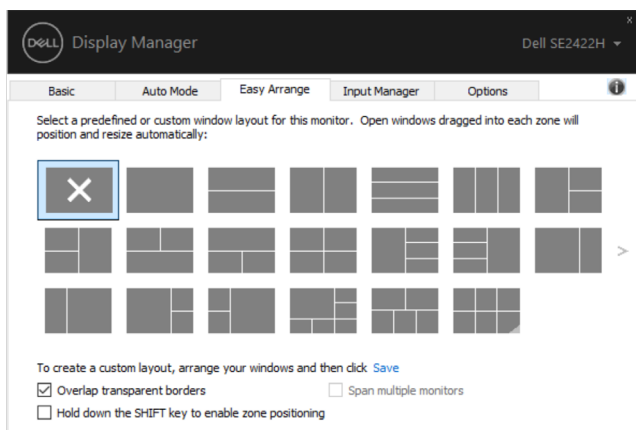 x
DELL Display Manager Dell SE2422H
Basic Auto Mode Easy Arrange Input Manager Options
Select a predefined or custom window layout for this monitor. Open windows dragged into each zone will
position and resize automatically:
To create a custom layout, arrange your windows and then click Save
Overlap transparent borders Span multiple monitors
Hold down the SHIFT key to enable zone positioning